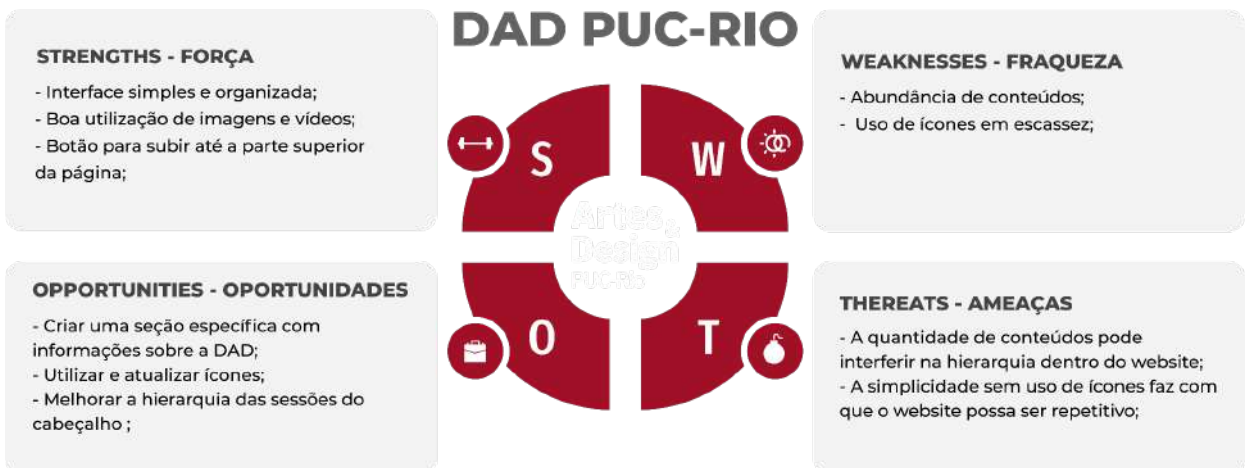 DAD PUC-RIO
STRENGTHS - FORÇA
- Interface simples e organizada;
- Boa utilização de imagens e vídeos;
- Botão para subir até a parte superior
da página;
WEAKNESSES - FRAQUEZA
- Abundância de conteúdos;
- Uso de ícones em escassez;
S
W
Artes &
Design
PUC-Rio
O
T
OPPORTUNITIES - OPORTUNIDADES
- Criar uma seção específica com
informações sobre a DAD;
- Utilizar e atualizar ícones;
- Melhorar a hierarquia das sessões do
cabeçalho ;
THEREATS - AMEAÇAS
- A quantidade de conteúdos pode
interferir na hierarquia dentro do website;
- A simplicidade sem uso de ícones faz com
que o website possa ser repetitivo;